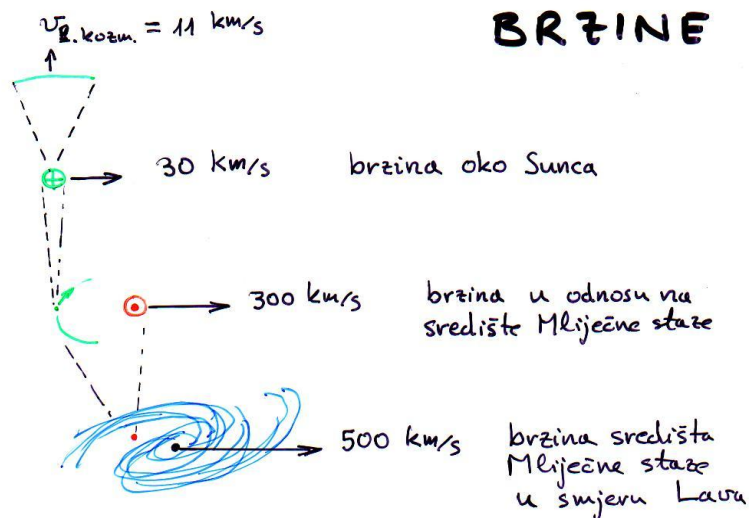 BRZINE
v2.kozm. = 11 km/s
30 km/s brzina oko Sunca
300 km/s brzina u odnosu na
središte Mliječne staze
500 km/s brzina središta
Mliječne staze
u smjeru Lava